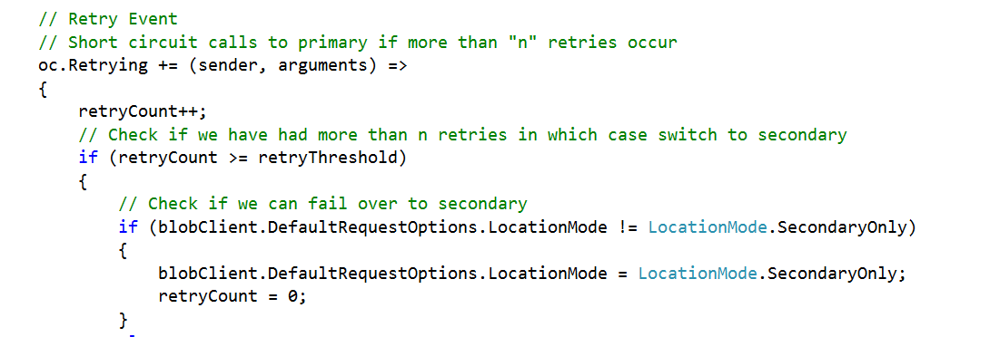 // Retry Event
// Short circuit calls to primary if more than "n" retries occur
oc.Retrying += (sender, arguments) =>
{
    retryCount++;
    // Check if we have had more than n retries in which case switch to secondary
    if (retryCount >= retryThreshold)
    {
        // Check if we can fail over to secondary
        if (blobClient.DefaultRequestOptions.LocationMode != LocationMode.SecondaryOnly)
        {
            blobClient.DefaultRequestOptions.LocationMode = LocationMode.SecondaryOnly;
            retryCount = 0;
        }